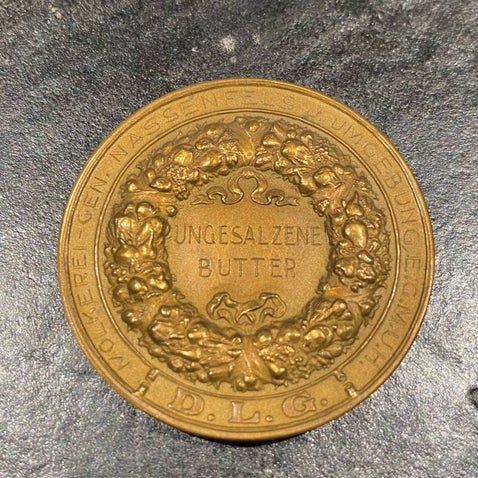 MOLKEREI-GEN. NASSENFELS U. UMGEBUNG E.G.M.U.H.
UNGESALZENE
BUTTER
D. L. G.